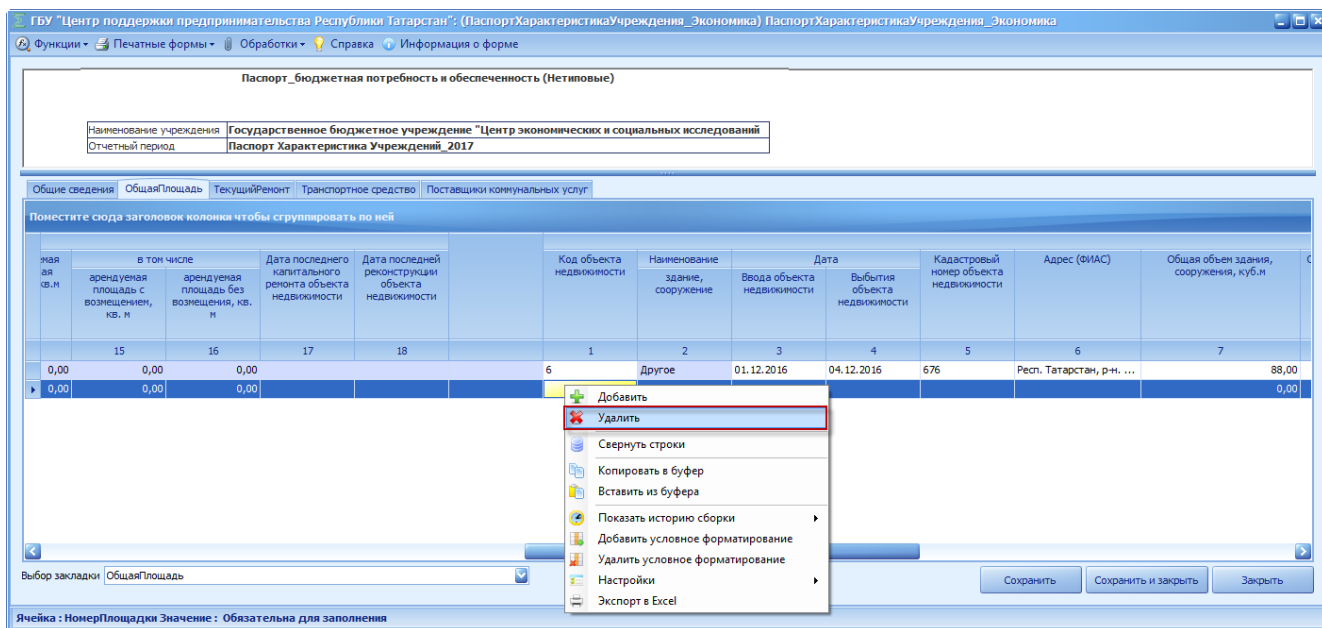 ГБУ "Центр поддержки предпринимательства Республики Татарстан": (ПаспортХарактеристикаУчреждения_Экономика) ПаспортХарактеристикаУчреждения_Экономика
Функции Печатные формы Обработки Справка Информация о форме
Паспорт_бюджетная потребность и обеспеченность (Нетиповые)
Наименование учреждения Государственное бюджетное учреждение "Центр экономических и социальных исследований
Отчетный период Паспорт Характеристика Учреждений_2017
Общие сведения ОбщаяПлощадь ТекущийРемонт Транспортное средство Поставщики коммунальных услуг
Поместите сюда заголовок колонки чтобы сгруппировать по ней
емая в том числе Дата последнего Дата последней Код объекта Наименование Дата Кадастровый Адрес (ФИАС) Общая объем здания,
ая арендуемая арендуемая капитального реконструкции недвижимости здание, Ввода объекта Выбытия номер объекта сооружения, куб.м
кв.м площадь с площадь без ремонта объекта объекта сооружение недвижимости объекта недвижимости
возмещением, возмещения, кв. недвижимости недвижимости недвижимости
кв. м м
15 16 17 18 1 2 3 4 5 6 7
0,00 0,00 0,00 6 Другое 01.12.2016 04.12.2016 676 Респ. Татарстан, р-н. ... 88,00
0,00 0,00 0,00 0,00
Добавить
Удалить
Свернуть строки
Копировать в буфер
Вставить из буфера
Показать историю сборки
Добавить условное форматирование
Удалить условное форматирование
Настройки
Экспорт в Excel
Выбор закладки ОбщаяПлощадь Сохранить Сохранить и закрыть Закрыть
Ячейка : НомерПлощадки Значение : Обязательна для заполнения